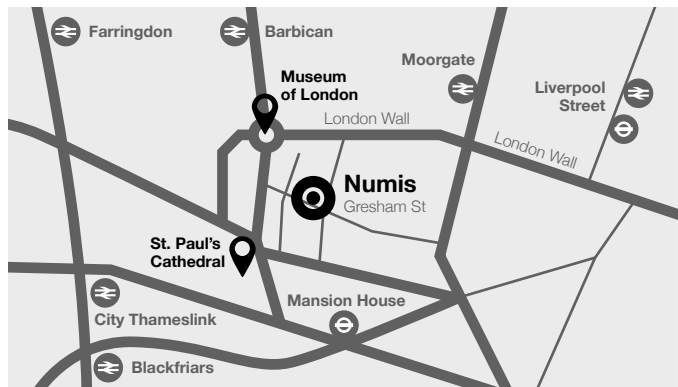 Farringdon
Barbican
Moorgate
Museum
of London
Liverpool
Street
London Wall
London Wall
Numis
Gresham St
St. Paul's
Cathedral
Mansion House
City Thameslink
Blackfriars